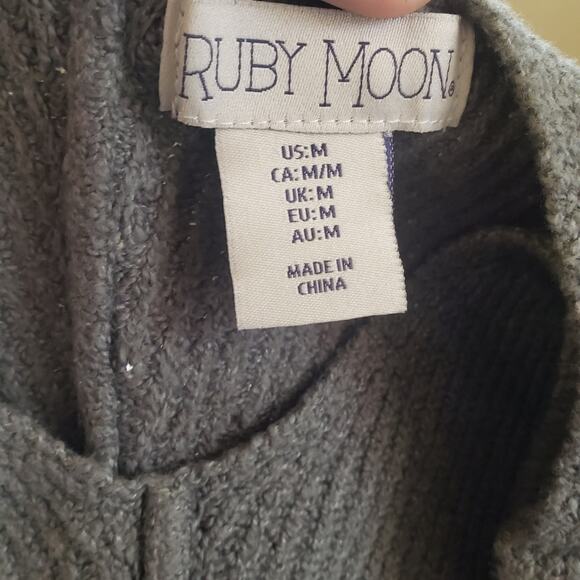 RUBY MOON®
US:M
CA:M/M
UK:M
EU:M
AU:M
MADE IN
CHINA